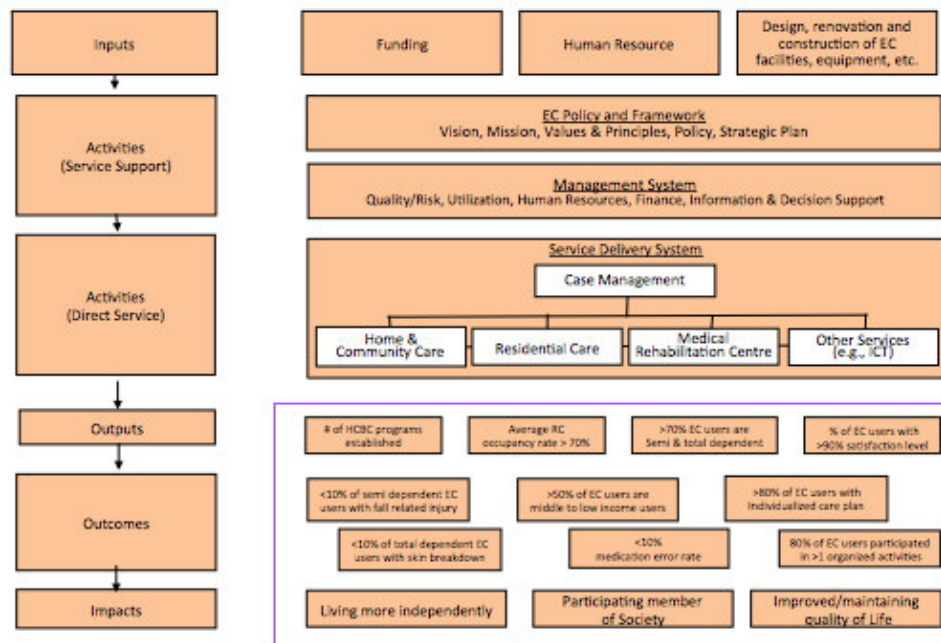 Inputs
Funding
Human Resource
Design, renovation and
construction of EC
facilities, equipment, etc.
Activities
(Service Support)
EC Policy and Framework
Vision, Mission, Values & Principles, Policy, Strategic Plan
Management System
Quality/Risk, Utilization, Human Resources, Finance, Information & Decision Support
Activities
(Direct Service)
Service Delivery System
Case Management
Home &
Community Care
Residential Care
Medical
Rehabilitation Centre
Other Services
(e.g., ICT)
Outputs
# of HCBC programs
established
Average RC
occupancy rate > 70%
>70% EC users are
Semi & total dependent
% of EC users with
>90% satisfaction level
Outcomes
<10% of semi dependent EC
users with fall related injury
>50% of EC users are
middle to low income users
>80% of EC users with
Individualized care plan
<10% of total dependent EC
users with skin breakdown
<10%
medication error rate
80% of EC users participated
in >1 organized activities
Impacts
Living more independently
Participating member
of Society
Improved/maintaining
quality of Life